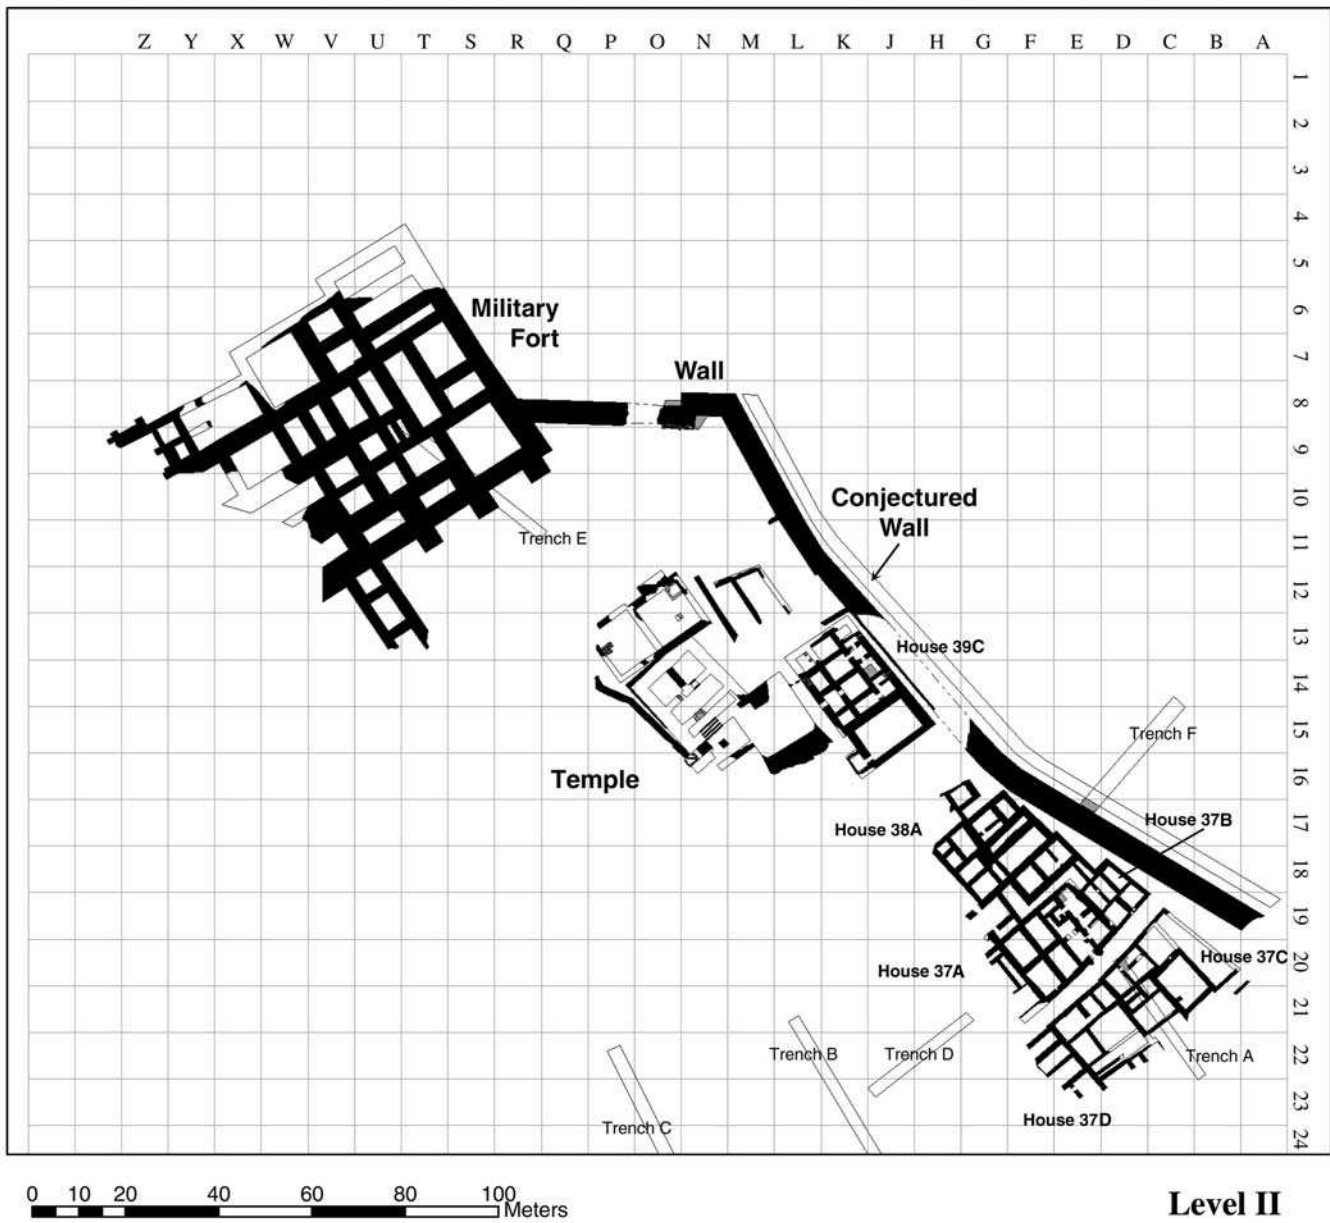 Z Y X W V U T S R Q P O N M L K J H G F E D C B A
1
2
3
4
5
6
7
8
9
10
11
12
13
14
15
16
17
18
19
20
21
22
23
24
Military
Fort
Wall
Conjectured
Wall
Trench E
House 39C
Trench F
Temple
House 38A
House 37B
House 37A
House 37C
Trench B
Trench D
Trench A
Trench C
House 37D
0 10 20 40 60 80 100
Meters
Level II